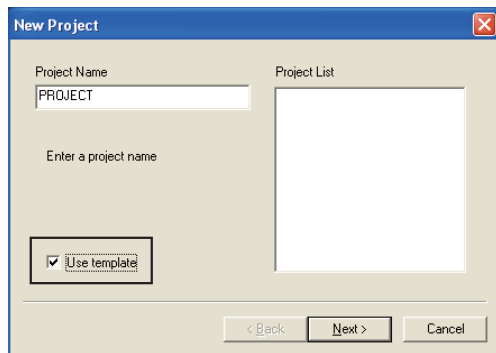 New Project
Project Name
PROJECT
Enter a project name
Use template
Project List
< Back
Next >
Cancel